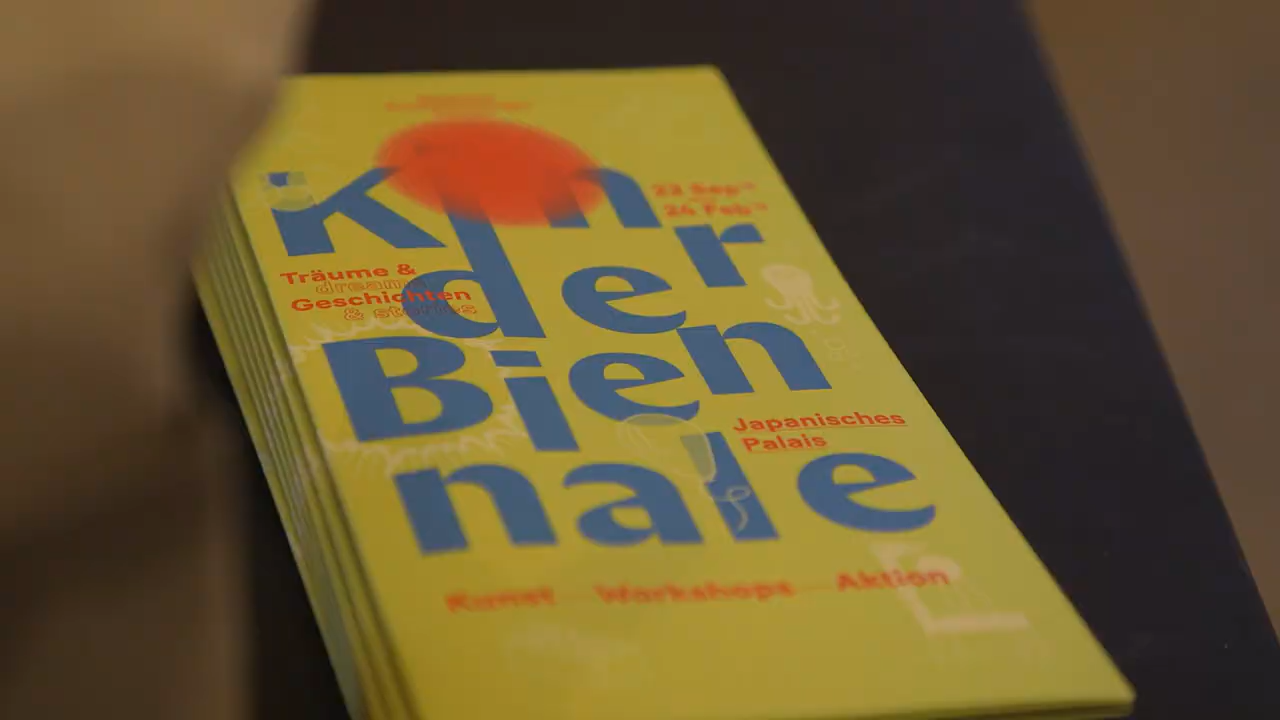 Kin
22 Sep
24 Feb
der
Träume &
dreams
Geschichten
& stories
Bien
Japanisches
Palais
nale
Kunst Workshops Aktion